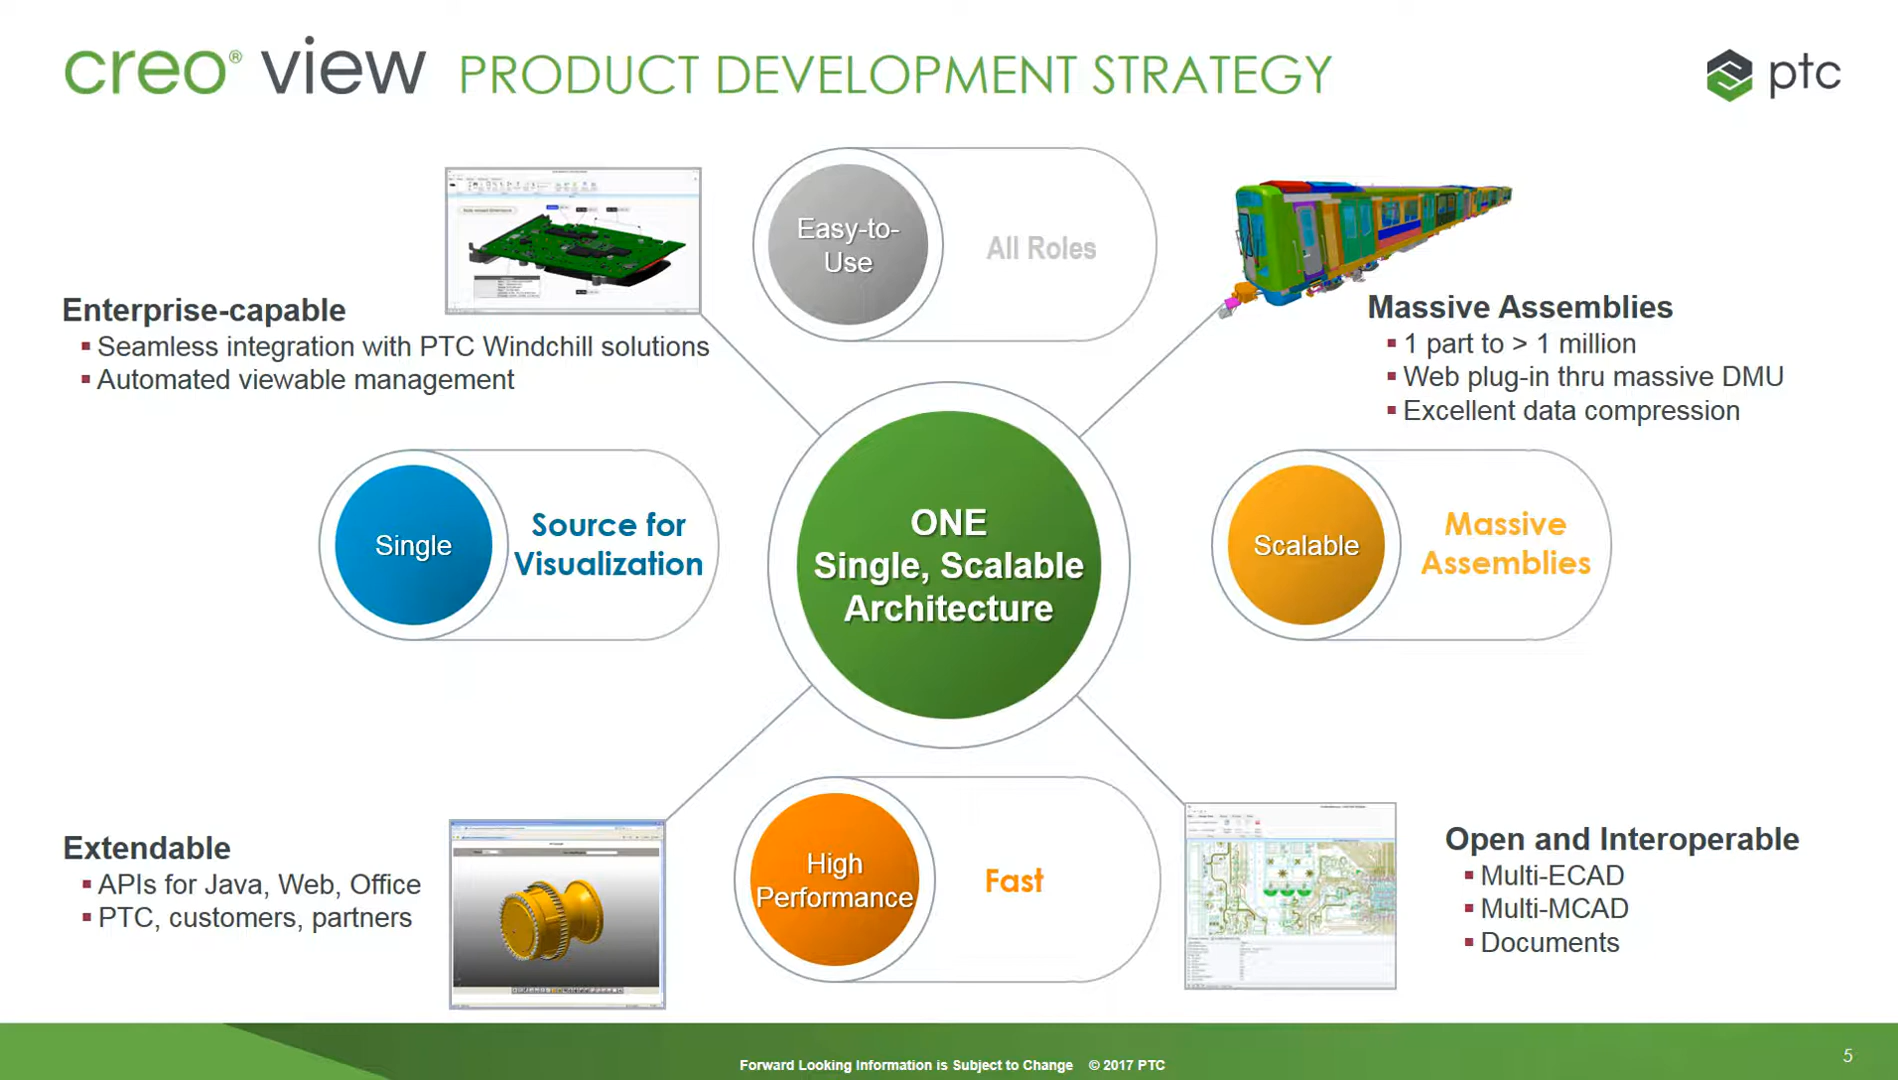 creo® view PRODUCT DEVELOPMENT STRATEGY
ptc
Easy-to-
Use
All Roles
Enterprise-capable
▪ Seamless integration with PTC Windchill solutions
▪ Automated viewable management
Massive Assemblies
▪ 1 part to > 1 million
▪ Web plug-in thru massive DMU
▪ Excellent data compression
Single
Source for
Visualization
ONE
Single, Scalable
Architecture
Scalable
Massive
Assemblies
Extendable
▪ APIs for Java, Web, Office
▪ PTC, customers, partners
High
Performance
Fast
Open and Interoperable
▪ Multi-ECAD
▪ Multi-MCAD
▪ Documents
Forward Looking Information is Subject to Change © 2017 PTC
5